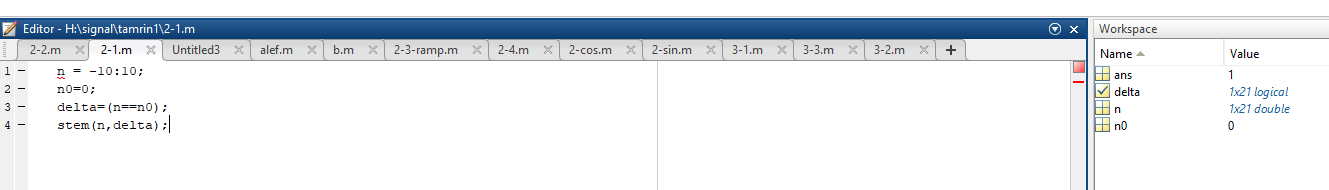 Editor - H:\signal\tamrin1\2-1.m
2-2.m 2-1.m Untitled3 alef.m b.m 2-3-ramp.m 2-4.m 2-cos.m 2-sin.m 3-1.m 3-3.m 3-2.m +
1 - n = -10:10;
2 - n0=0;
3 - delta=(n==n0);
4 - stem(n,delta);
Workspace
Name Value
ans 1
delta 1x21 logical
n 1x21 double
n0 0